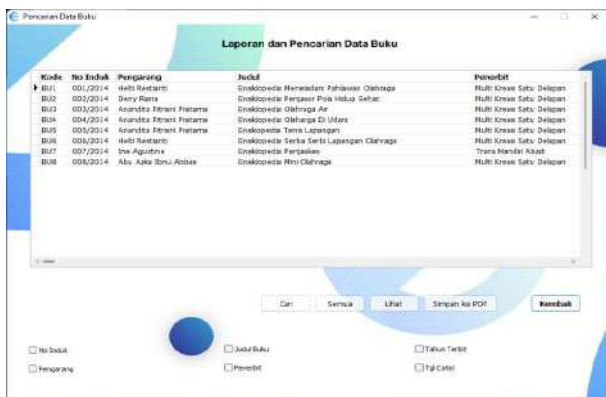 Pencarian Data Buku
Laporan dan Pencarian Data Buku
Kode No Induk Pengarang Judul Penerbit
BU1 001/2014 Helti Restianti Ensiklopedia Meneladani Pahlawan Olahraga Multi Kreasi Satu Delapan
BU2 002/2014 Deny Riana Ensiklopedia Penjasor Pola Hidup Sehat Multi Kreasi Satu Delapan
BU3 003/2014 Anandita Fitriani Pratama Ensiklopedia Olahraga Air Multi Kreasi Satu Delapan
BU4 004/2014 Anandita Fitriani Pratama Ensiklopedia Olaharga Di Udara Multi Kreasi Satu Delapan
BU5 005/2014 Anandita Fitriani Pratama Ensiklopedia Tenis Lapangan Multi Kreasi Satu Delapan
BU6 006/2014 Helti Restianti Ensiklopedia Serba Serbi Lapangan Olahraga Multi Kreasi Satu Delapan
BU7 007/2014 Ine Agustine Ensiklopedia Penjaskes Trans Mandiri Abadi
BU8 008/2014 Abu Azka Ibnu Abbas Ensiklopedia Mini Olahraga Multi Kreasi Satu Delapan
Cari Semua Lihat Simpan ke PDF Kembali
No Induk Judul Buku Tahun Terbit
Pengarang Penerbit Tgl Catat